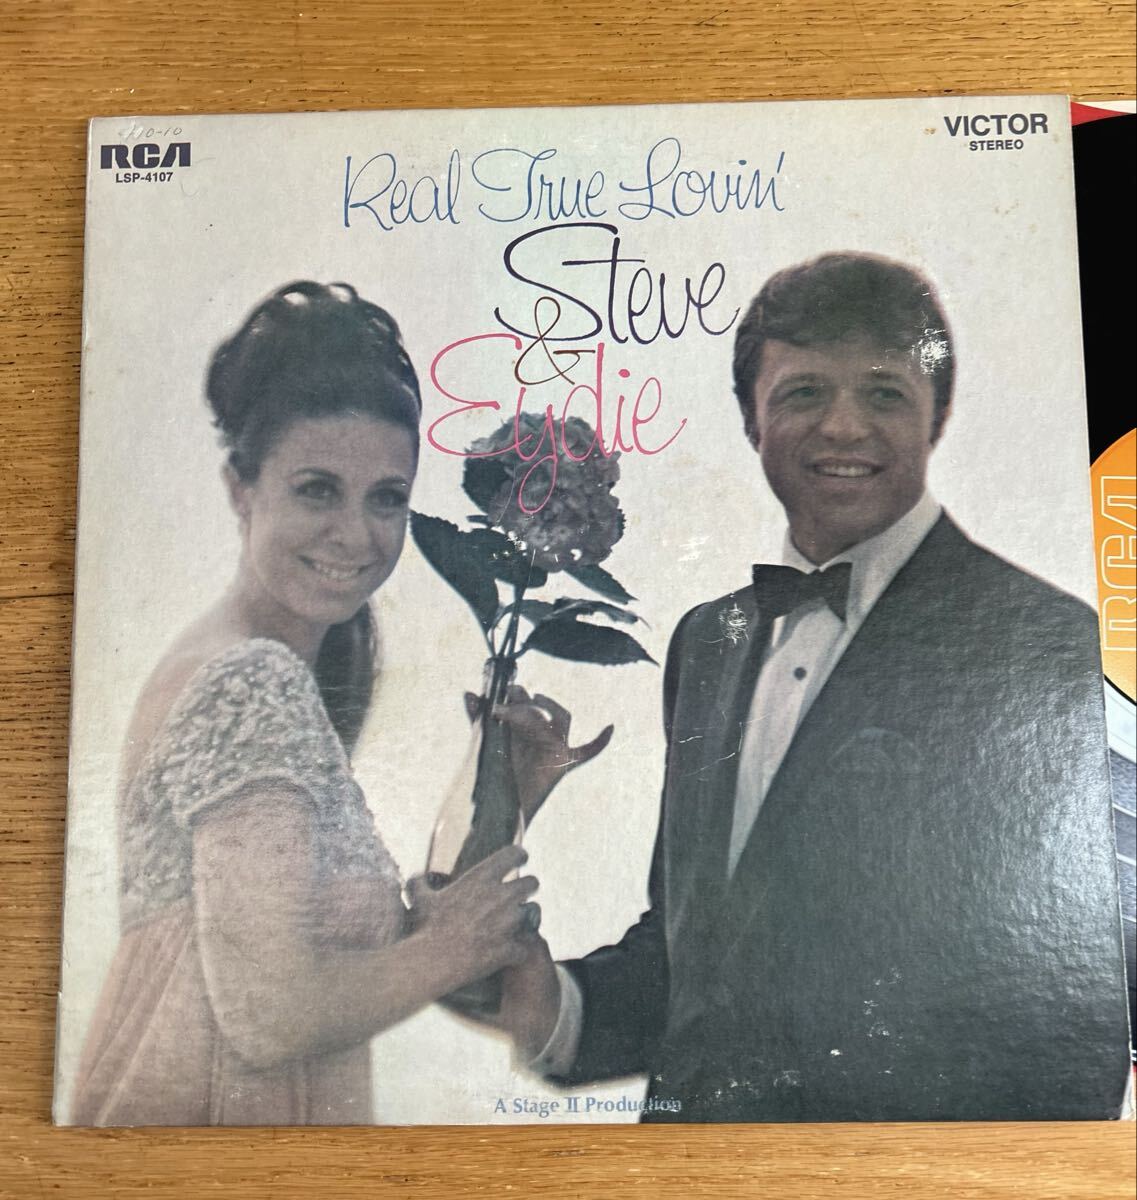 RCA
LSP-4107
VICTOR
STEREO
Real True Lovin'
Steve
&
Eydie
A Stage II Production
RCA